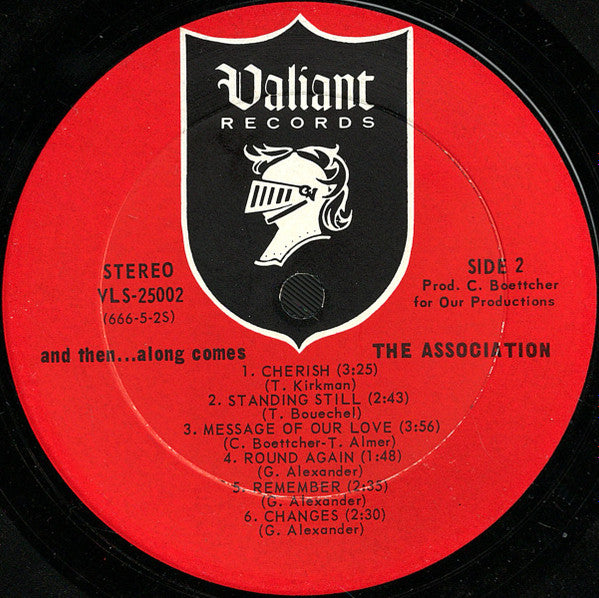 Valiant
RECORDS
STEREO
VLS-25002
(666-5-2S)
SIDE 2
Prod. C. Boettcher
for Our Productions
and then...along comes THE ASSOCIATION
1. CHERISH (3:25)
(T. Kirkman)
2. STANDING STILL (2:43)
(T. Bouechel)
3. MESSAGE OF OUR LOVE (3:56)
(C. Boettcher-T. Almer)
4. ROUND AGAIN (1:48)
(G. Alexander)
5. REMEMBER (2:35)
(G. Alexander)
6. CHANGES (2:30)
(G. Alexander)